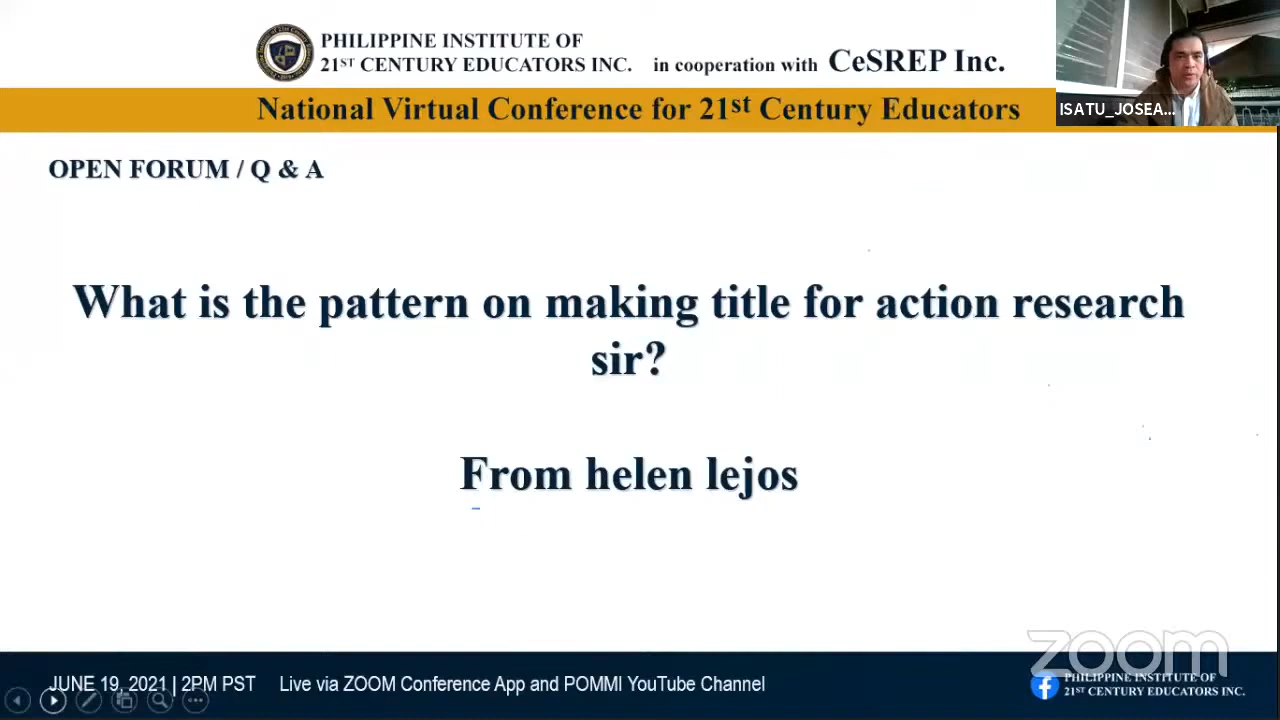 PHILIPPINE INSTITUTE OF
21ST CENTURY EDUCATORS INC. in cooperation with CeSREP Inc.
National Virtual Conference for 21st Century Educators
ISATU_JOSEA...
OPEN FORUM / Q & A
What is the pattern on making title for action research
sir?
From helen lejos
zoom
JUNE 19, 2021 | 2PM PST Live via ZOOM Conference App and POMMI YouTube Channel
PHILIPPINE INSTITUTE OF
21ST CENTURY EDUCATORS INC.